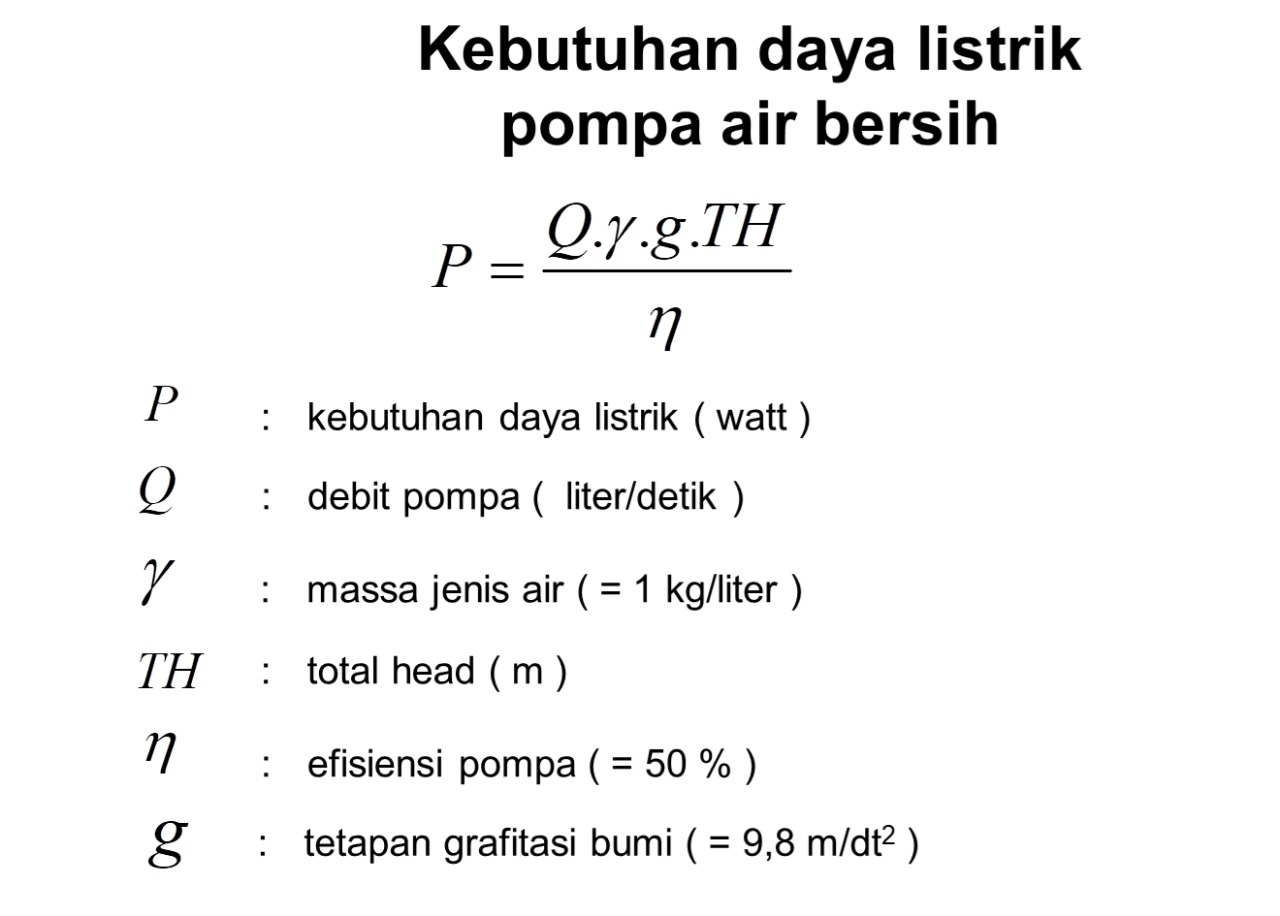 Kebutuhan daya listrik
pompa air bersih
P = Q.γ.g.TH / η
P : kebutuhan daya listrik ( watt )
Q : debit pompa ( liter/detik )
γ : massa jenis air ( = 1 kg/liter )
TH : total head ( m )
η : efisiensi pompa ( = 50 % )
g : tetapan grafitasi bumi ( = 9,8 m/dt² )